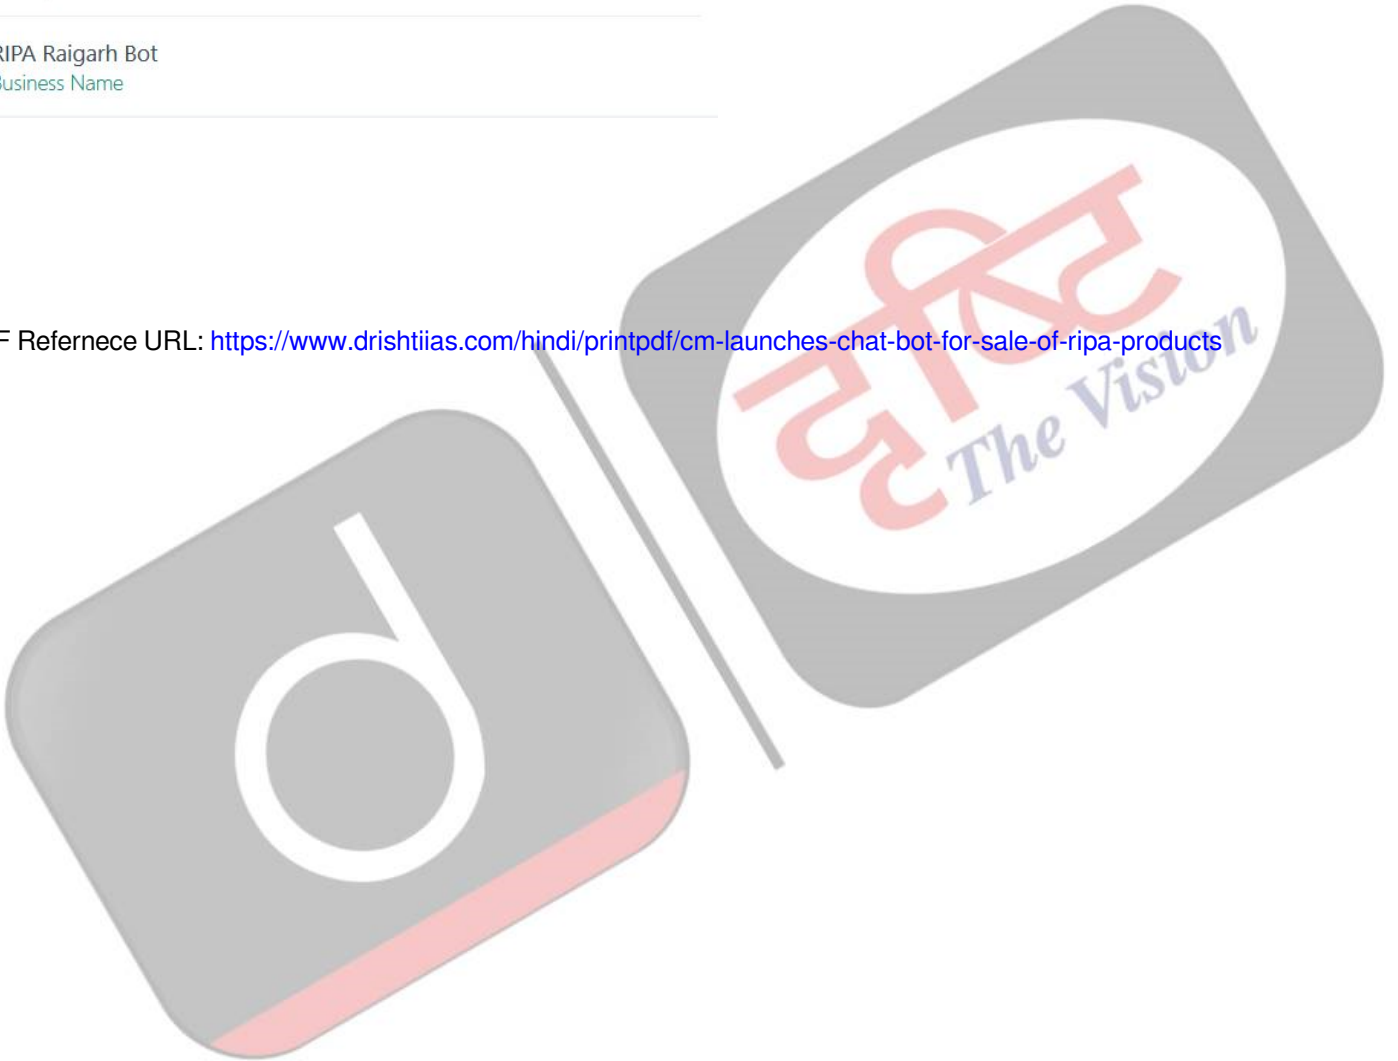 RIPA Raigarh Bot
Business Name
F Refernece URL: https://www.drishtiias.com/hindi/printpdf/cm-launches-chat-bot-for-sale-of-ripa-products
दृष्टि
The Vision
d